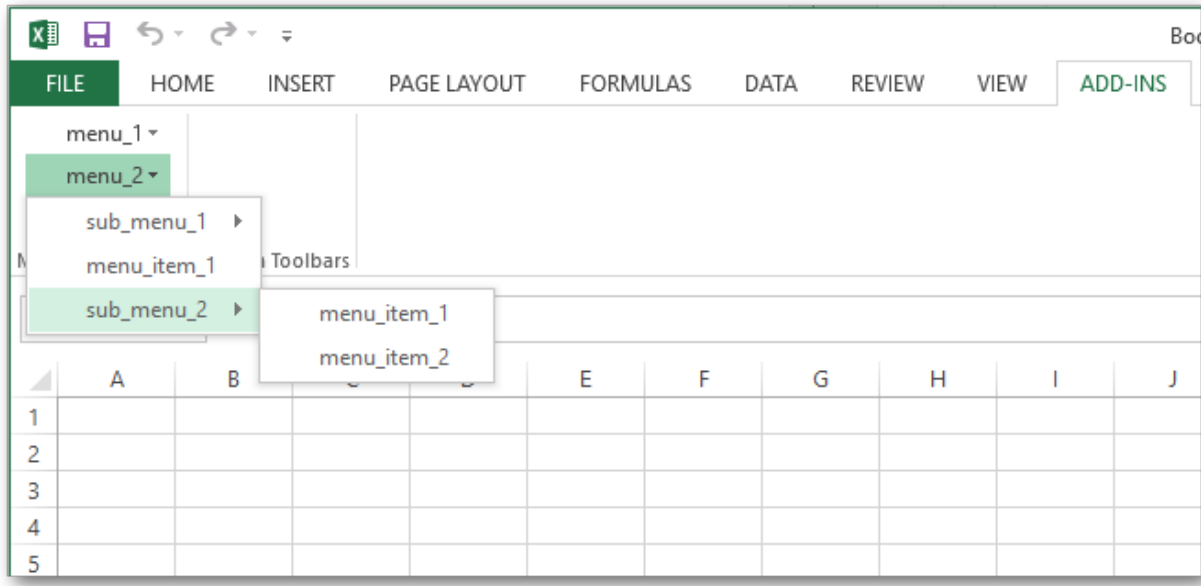 Boo
FILE HOME INSERT PAGE LAYOUT FORMULAS DATA REVIEW VIEW ADD-INS
menu_1
menu_2
sub_menu_1
menu_item_1 Toolbars
sub_menu_2 menu_item_1
menu_item_2
A B E F G H I J
1
2
3
4
5